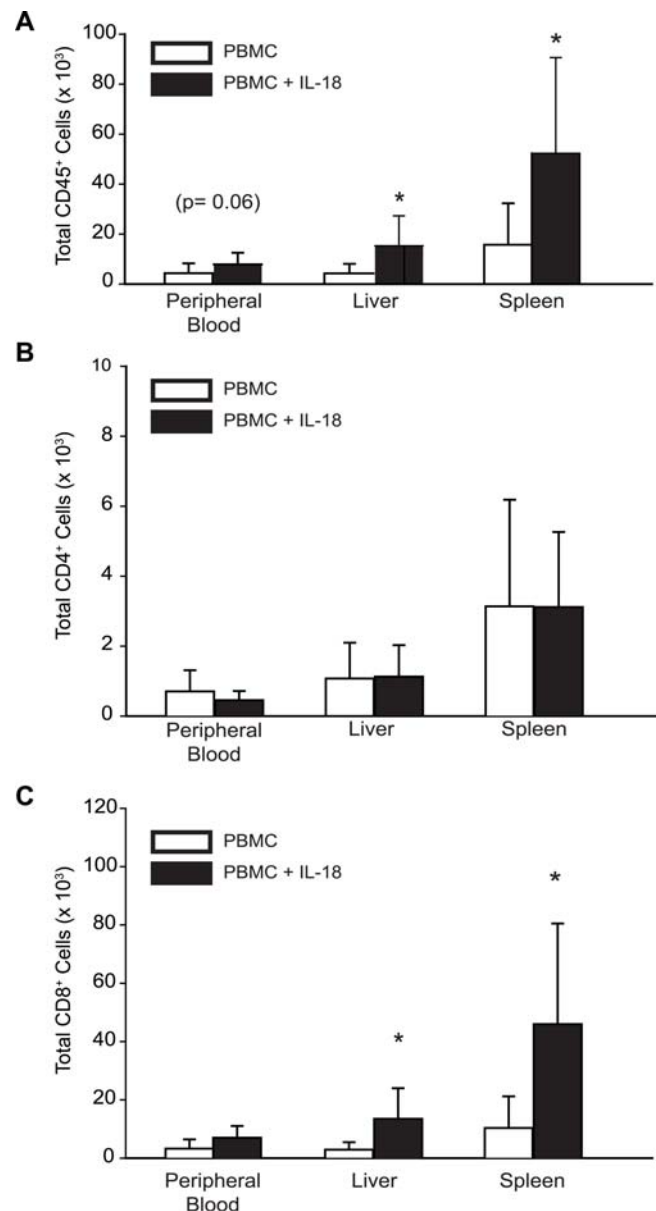 A
Total CD45⁺ Cells (x 10³)
100
80
60
40
20
0
PBMC
PBMC + IL-18
(p= 0.06)
*
*
Peripheral
Blood
Liver
Spleen
B
Total CD4⁺ Cells (x 10³)
10
8
6
4
2
0
PBMC
PBMC + IL-18
Peripheral
Blood
Liver
Spleen
C
Total CD8⁺ Cells (x 10³)
120
100
80
60
40
20
0
PBMC
PBMC + IL-18
*
*
Peripheral
Blood
Liver
Spleen